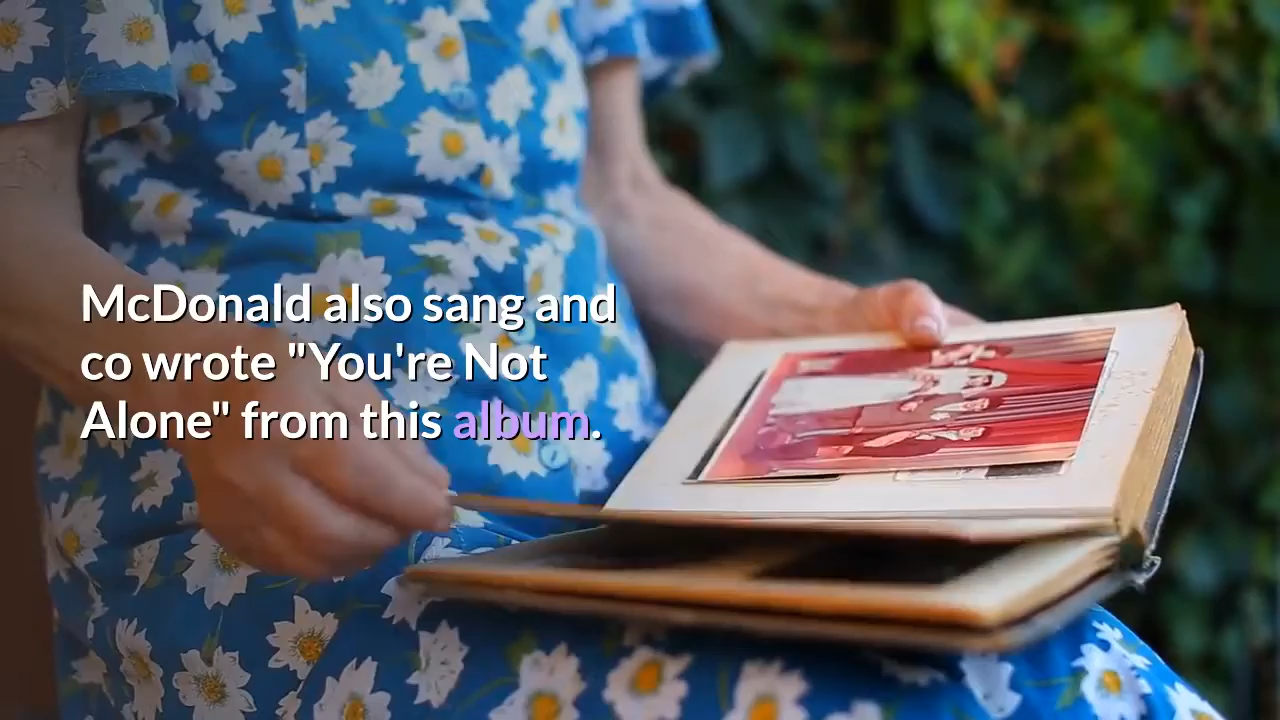 McDonald also sang and
co wrote "You're Not
Alone" from this album.